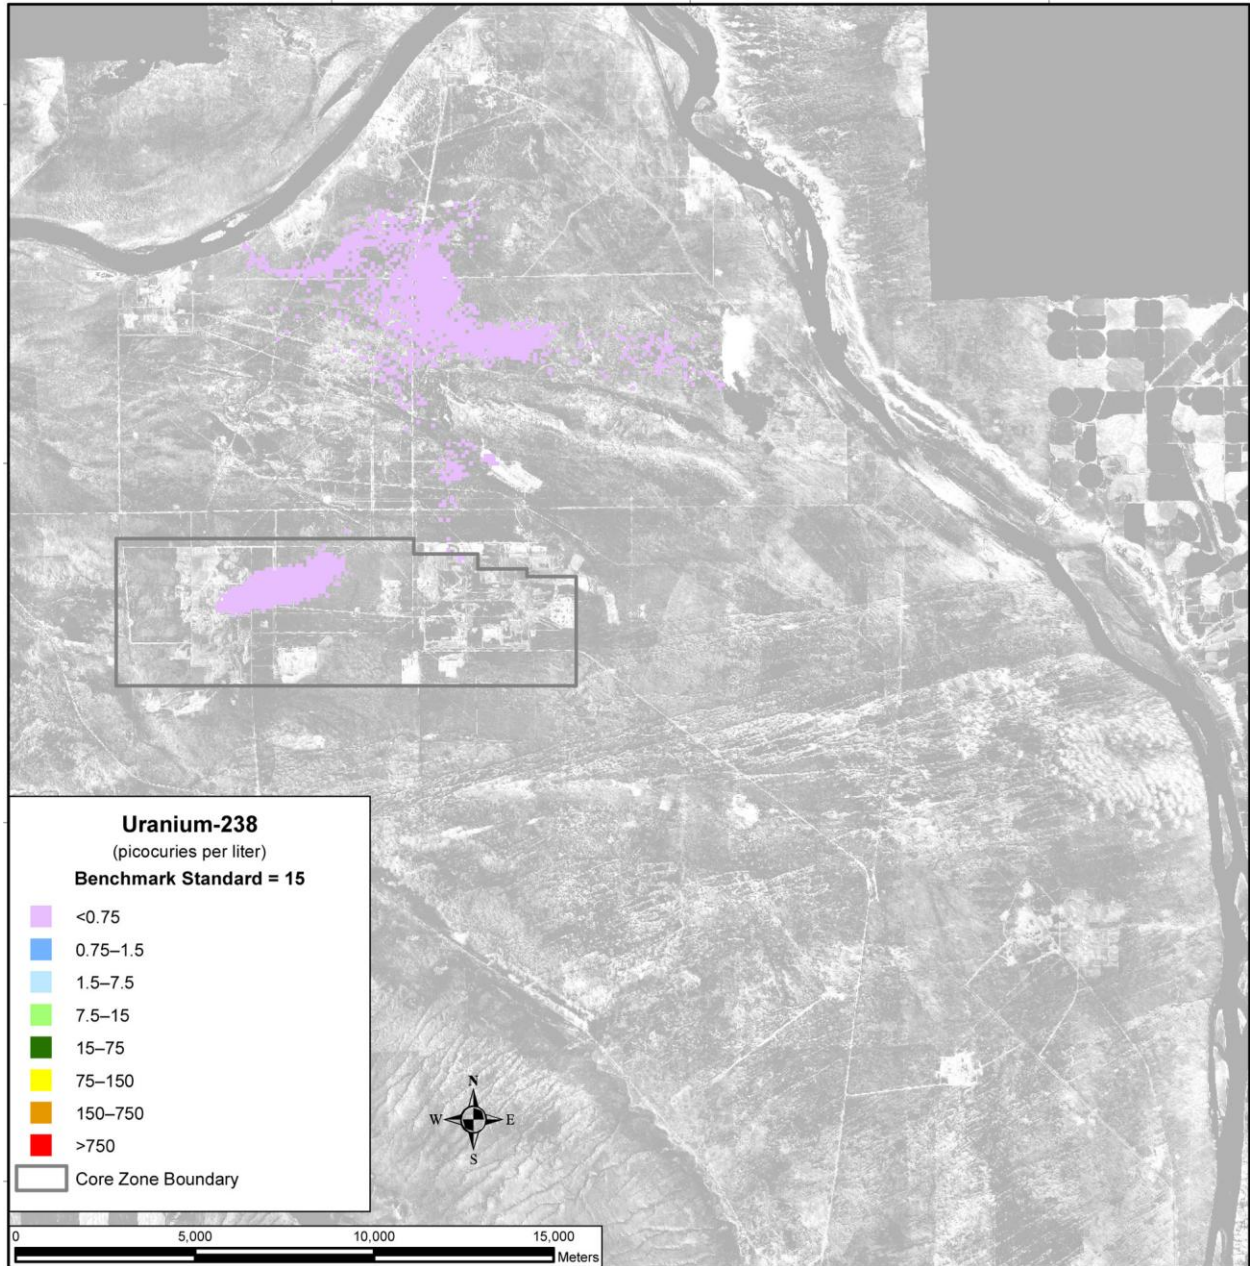 Uranium-238
(picocuries per liter)
Benchmark Standard = 15
<0.75
0.75–1.5
1.5–7.5
7.5–15
15–75
75–150
150–750
>750
Core Zone Boundary
N
W E
S
0 5,000 10,000 15,000
Meters